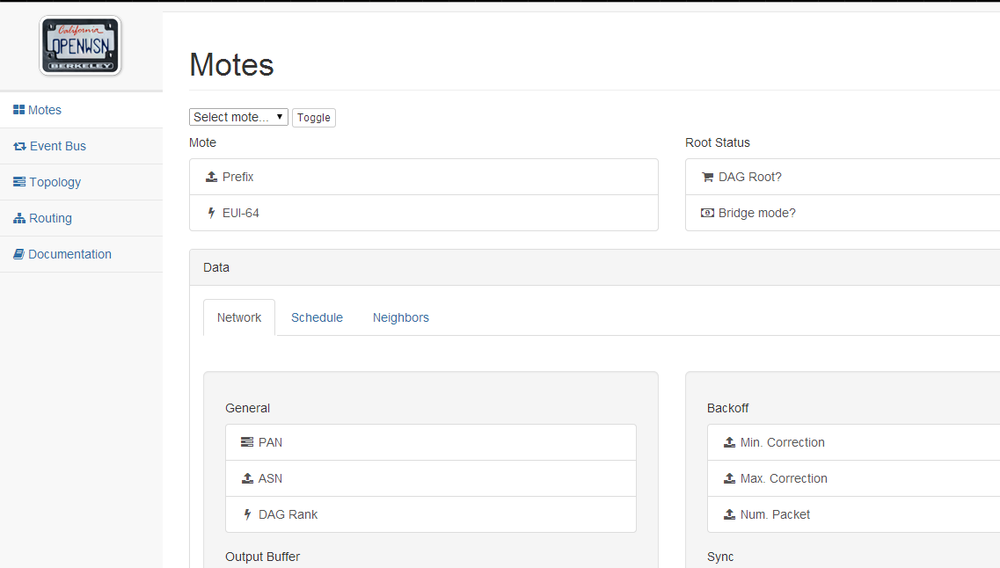 California
OPENWSN
BERKELEY
Motes
Event Bus
Topology
Routing
Documentation
Motes
Select mote... Toggle
Mote
Prefix
EUI-64
Root Status
DAG Root?
Bridge mode?
Data
Network Schedule Neighbors
General
PAN
ASN
DAG Rank
Output Buffer
Backoff
Min. Correction
Max. Correction
Num. Packet
Sync